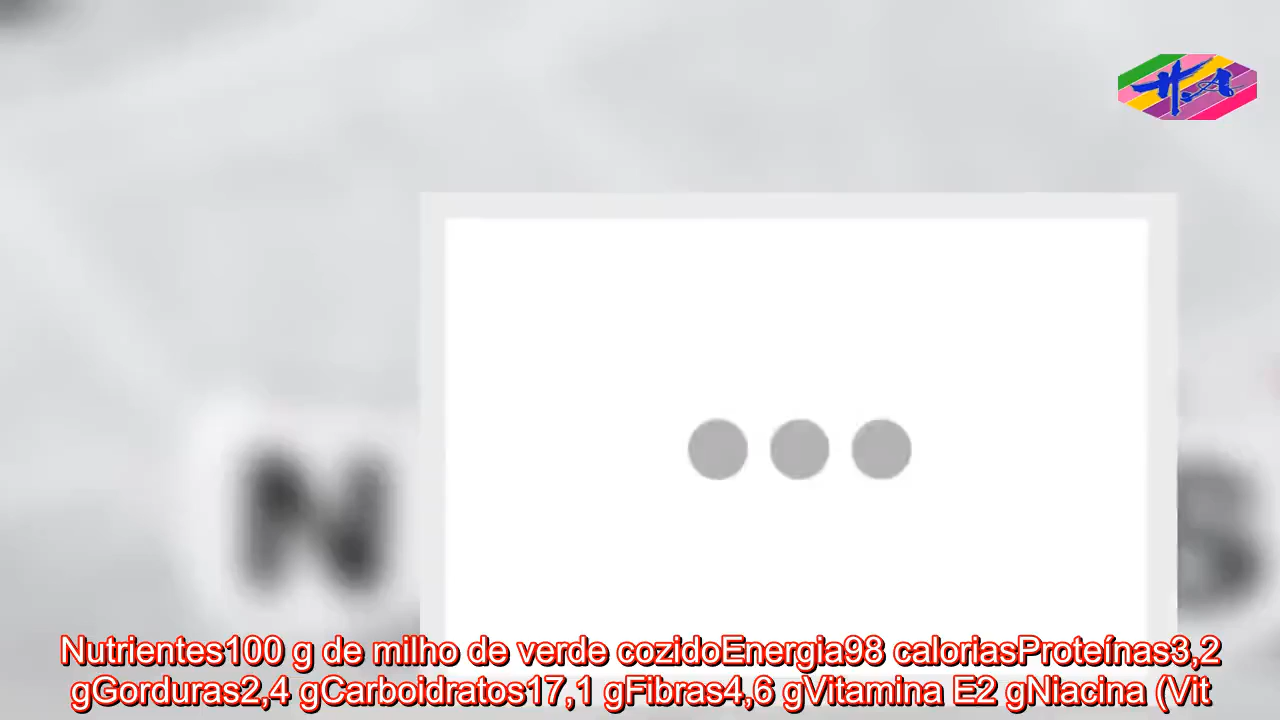 H.A
N
S
Nutrientes100 g de milho de verde cozidoEnergia98 caloriasProteínas3,2
gGorduras2,4 gCarboidratos17,1 gFibras4,6 gVitamina E2 gNiacina (Vit